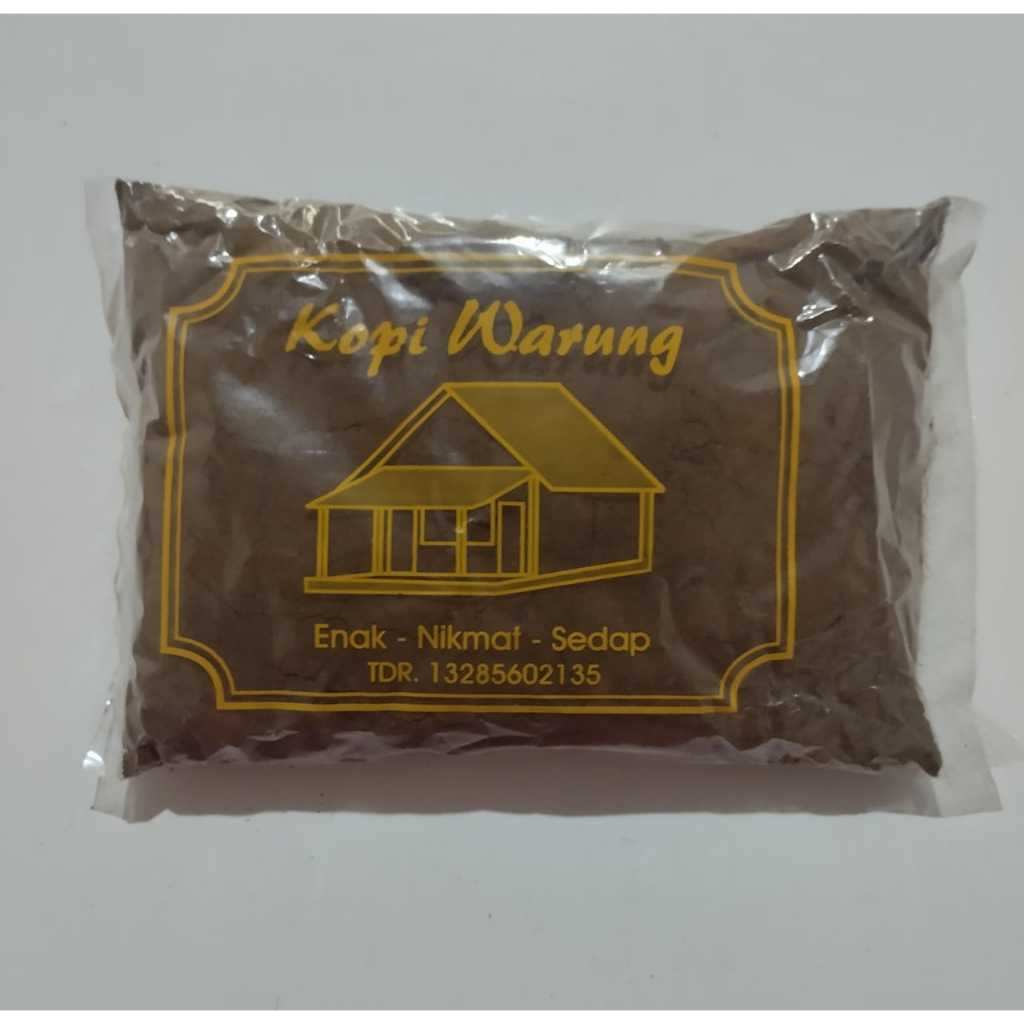 Kopi Warung
Enak - Nikmat - Sedap
TDR. 13285602135